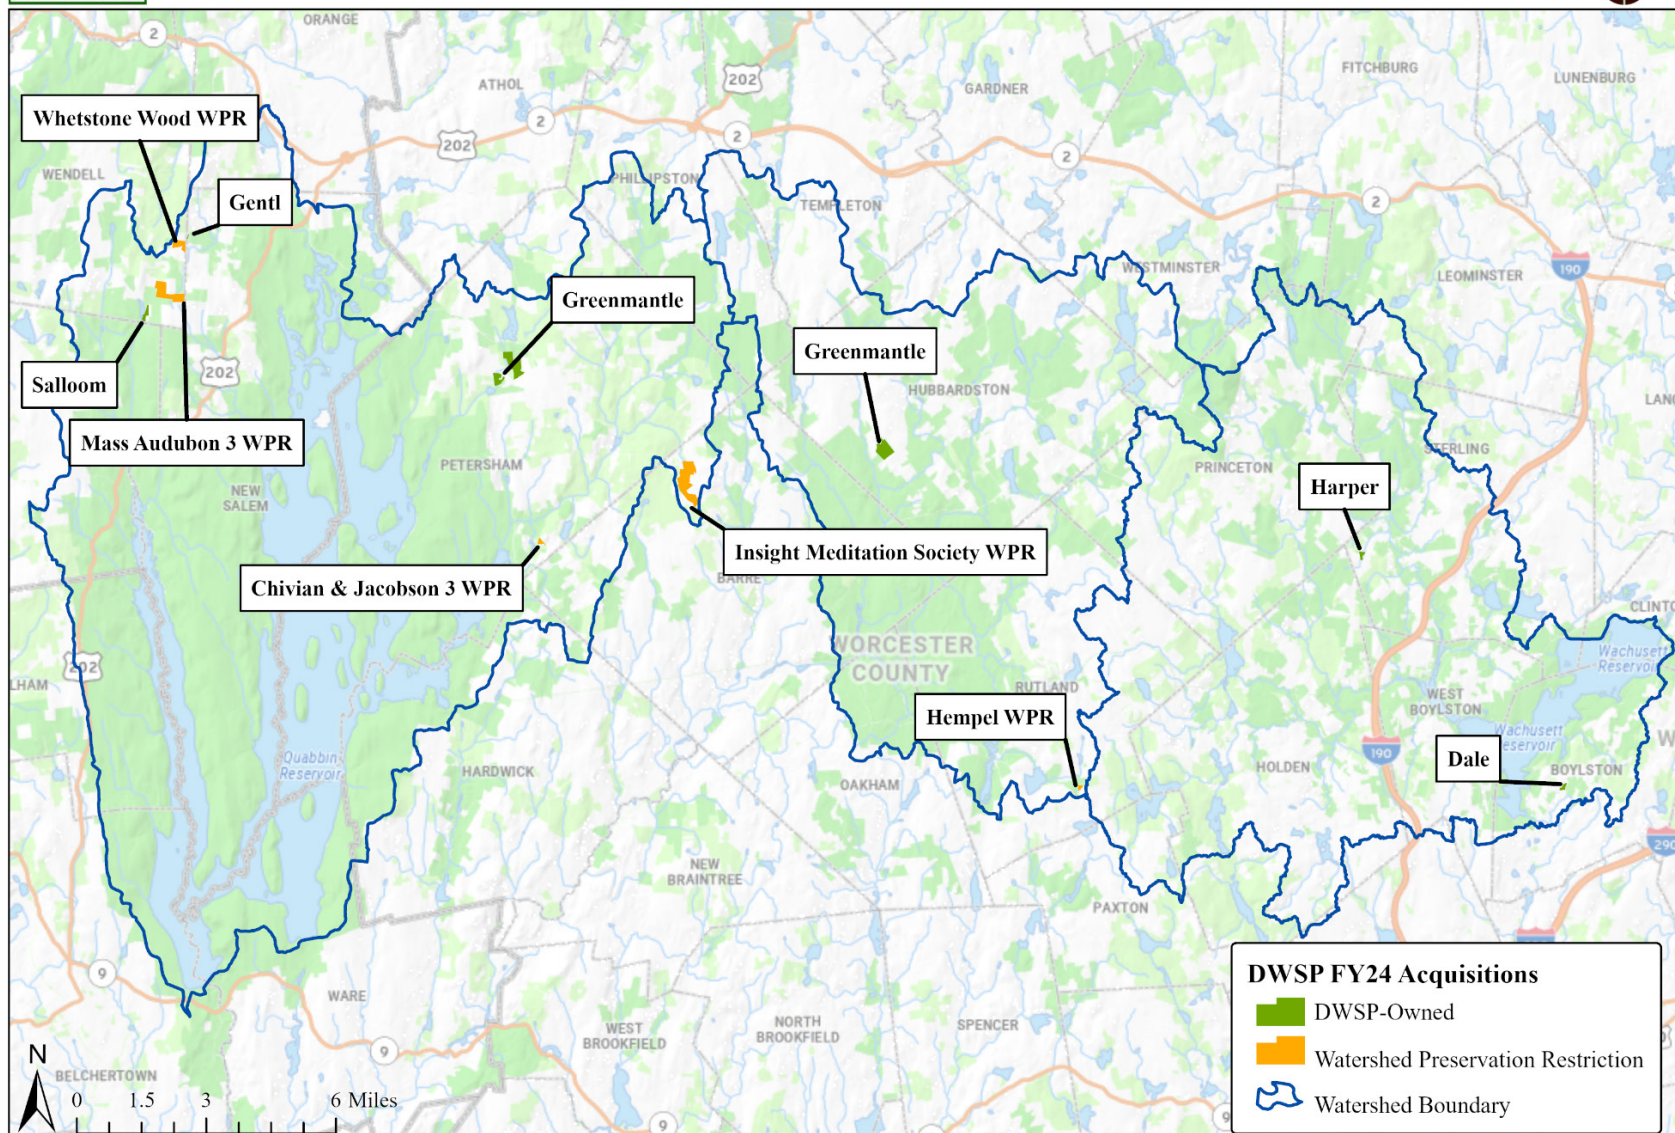 ORANGE
2
ATHOL
202
GARDNER
FITCHBURG
LUNENBURG
Whetstone Wood WPR
2
2
202
2
WENDELL
PHILLIPSTON
Gentl
TEMPLETON
2
WESTMINSTER
LEOMINSTER
190
Greenmantle
Greenmantle
Salloom
202
HUBBARDSTON
Mass Audubon 3 WPR
STERLING
PETERSHAM
PRINCETON
Harper
NEW
SALEM
Insight Meditation Society WPR
BARRE
Chivian & Jacobson 3 WPR
WORCESTER
COUNTY
Wachusett
Reservoir
202
RUTLAND
WEST
BOYLSTON
Hempel WPR
Wachusett
Reservoir
190
Dale
Quabbin
Reservoir
HARDWICK
OAKHAM
HOLDEN
BOYLSTON
290
NEW
BRAINTREE
PAXTON
9
WARE
WEST
BROOKFIELD
NORTH
BROOKFIELD
SPENCER
9
BELCHERTOWN
9
9
N
0 1.5 3 6 Miles
DWSP FY24 Acquisitions
DWSP-Owned
Watershed Preservation Restriction
Watershed Boundary